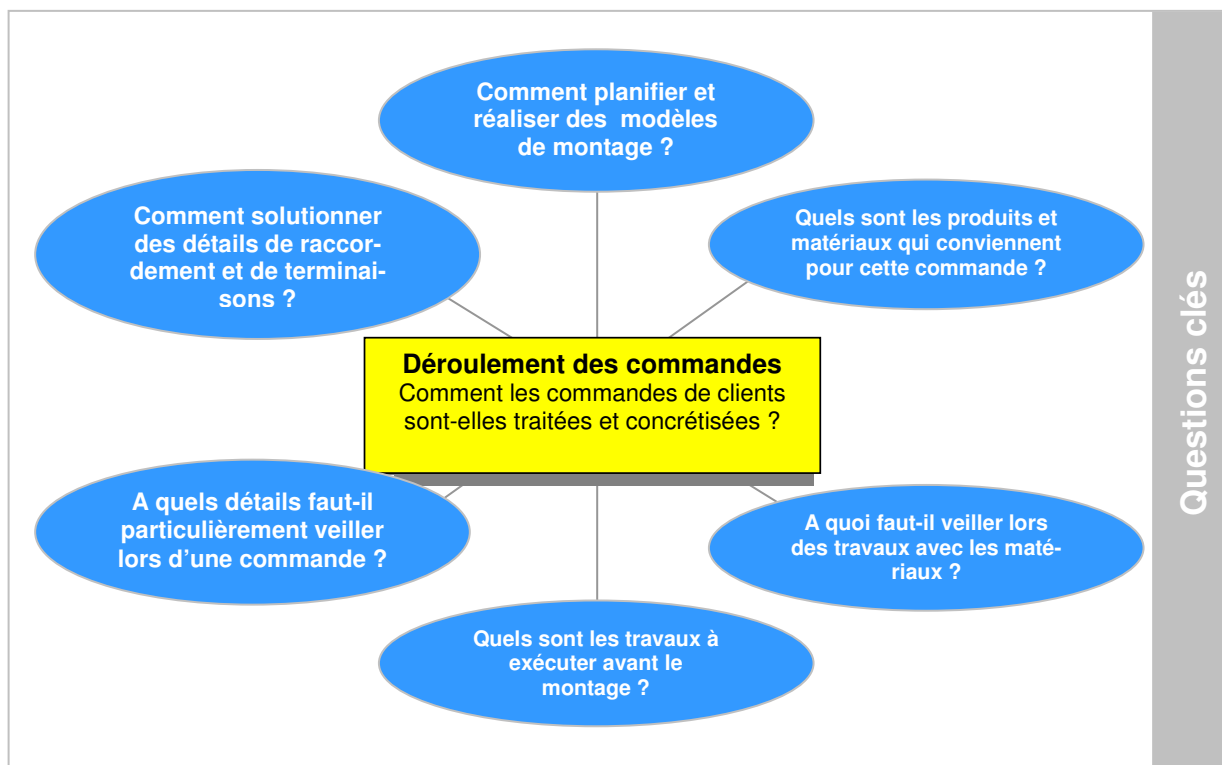 Comment planifier et
réaliser des modèles
de montage ?
Comment solutionner
des détails de raccor-
dement et de terminai-
sons ?
Quels sont les produits et
matériaux qui conviennent
pour cette commande ?
Déroulement des commandes
Comment les commandes de clients
sont-elles traitées et concrétisées ?
A quels détails faut-il
particulièrement veiller
lors d’une commande ?
A quoi faut-il veiller lors
des travaux avec les maté-
riaux ?
Quels sont les travaux à
exécuter avant le
montage ?
Questions clés